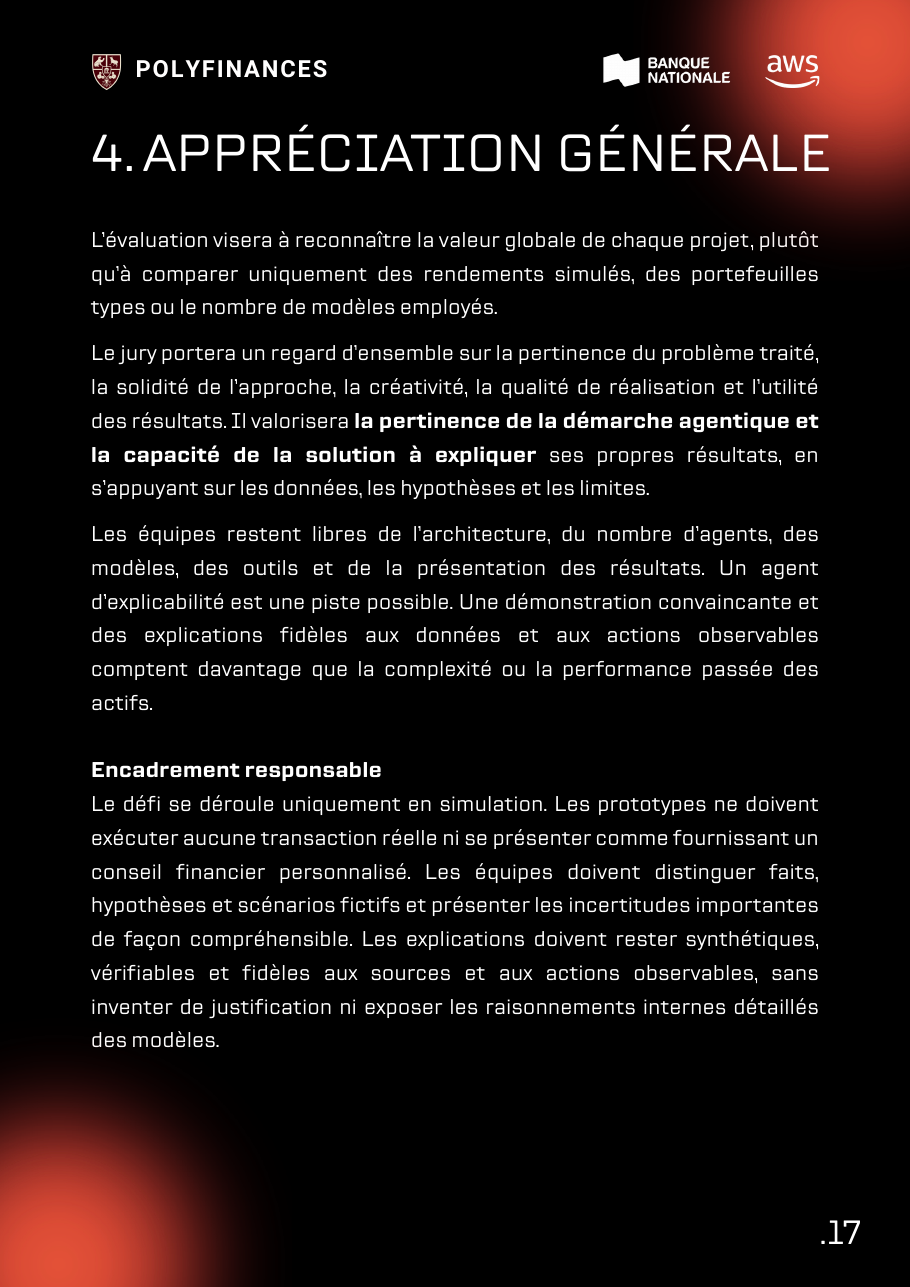 POLYFINANCES
BANQUE
NATIONALE
aws
4. APPRÉCIATION GÉNÉRALE
L’évaluation visera à reconnaître la valeur globale de chaque projet, plutôt
qu’à comparer uniquement des rendements simulés, des portefeuilles
types ou le nombre de modèles employés.
Le jury portera un regard d’ensemble sur la pertinence du problème traité,
la solidité de l’approche, la créativité, la qualité de réalisation et l’utilité
des résultats. Il valorisera la pertinence de la démarche agentique et
la capacité de la solution à expliquer ses propres résultats, en
s’appuyant sur les données, les hypothèses et les limites.
Les équipes restent libres de l’architecture, du nombre d’agents, des
modèles, des outils et de la présentation des résultats. Un agent
d’explicabilité est une piste possible. Une démonstration convaincante et
des explications fidèles aux données et aux actions observables
comptent davantage que la complexité ou la performance passée des
actifs.
Encadrement responsable
Le défi se déroule uniquement en simulation. Les prototypes ne doivent
exécuter aucune transaction réelle ni se présenter comme fournissant un
conseil financier personnalisé. Les équipes doivent distinguer faits,
hypothèses et scénarios fictifs et présenter les incertitudes importantes
de façon compréhensible. Les explications doivent rester synthétiques,
vérifiables et fidèles aux sources et aux actions observables, sans
inventer de justification ni exposer les raisonnements internes détaillés
des modèles.
.17